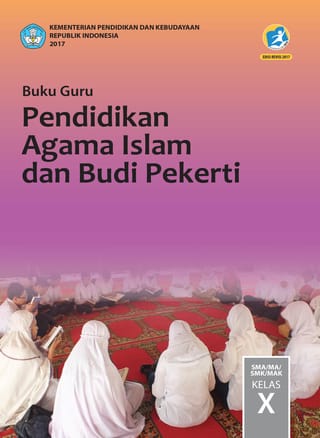 KEMENTERIAN PENDIDIKAN DAN KEBUDAYAAN
REPUBLIK INDONESIA
2017
EDISI REVISI 2017
Buku Guru
Pendidikan
Agama Islam
dan Budi Pekerti
SMA/MA/
SMK/MAK
KELAS
X